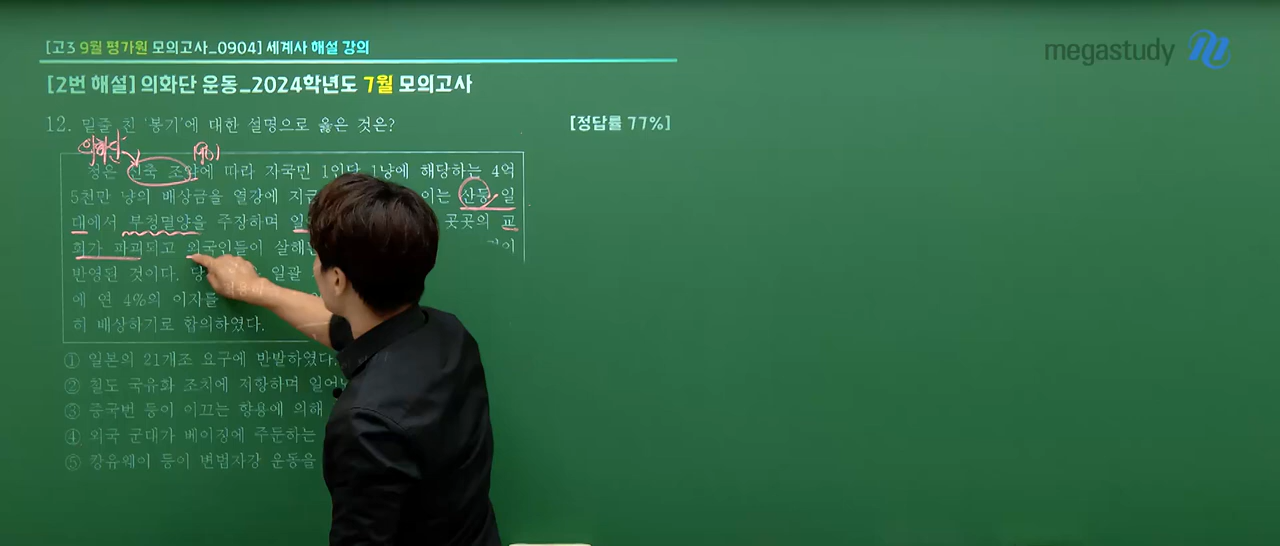 [고3 9월 평가원 모의고사_0904] 세계사 해설 강의
megastudy
[2번 해설] 의화단 운동_2024학년도 7월 모의고사
12. 밑줄 친 '봉기'에 대한 설명으로 옳은 것은?
[정답률 77%]
의화단
1901
청은 신축 조약에 따라 자국민 1인당 1냥에 해당하는 4억
5천만 냥의 배상금을 열강에 지급 이는 산둥 일
대에서 부청멸양을 주장하며 일 곳곳의 교
회가 파괴되고 외국인들이 살해
반영된 것이다. 일괄
에 연 4%의 이자를
히 배상하기로 합의하였다.
① 일본의 21개조 요구에 반발하였다.
② 철도 국유화 조치에 저항하며 일어
③ 증국번 등이 이끄는 향용에 의해
④ 외국 군대가 베이징에 주둔하는
⑤ 캉유웨이 등이 변법자강 운동을